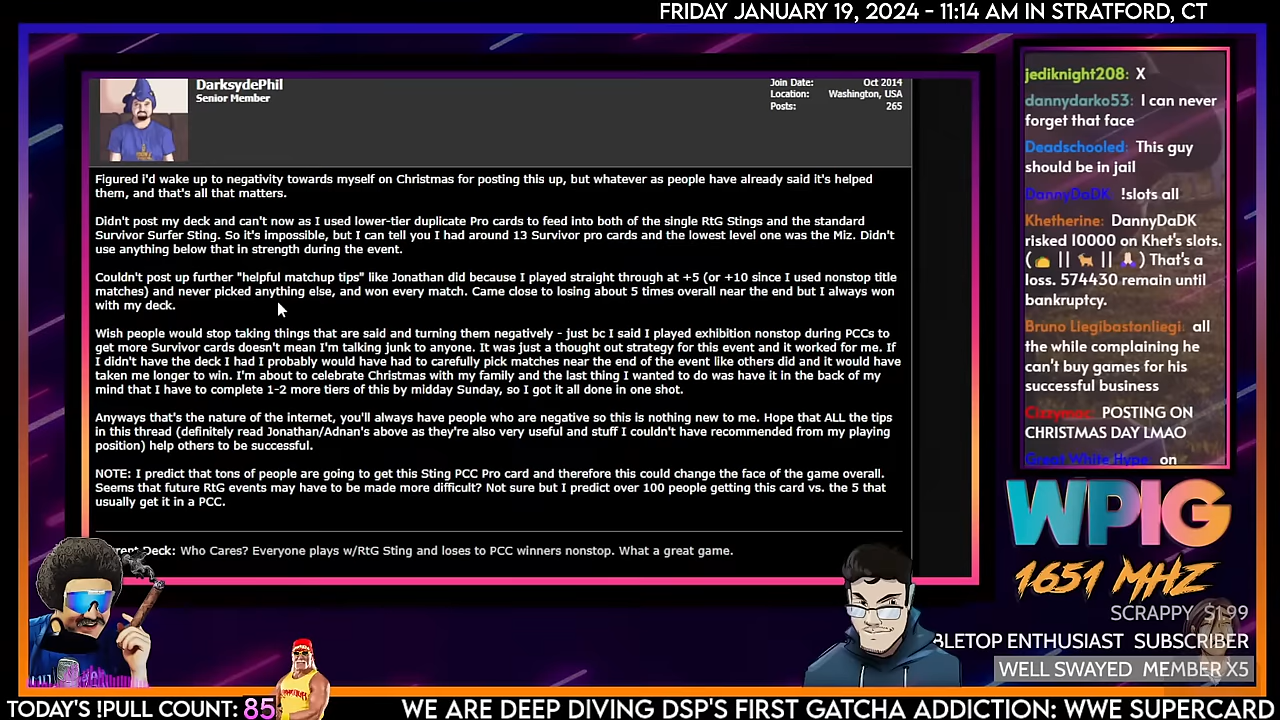 FRIDAY JANUARY 19, 2024 - 11:14 AM IN STRATFORD, CT
DarksydePhil
Senior Member
Join Date: Oct 2014
Location: Washington, USA
Posts: 265
Figured i'd wake up to negativity towards myself on Christmas for posting this up, but whatever as people have already said it's helped
them, and that's all that matters.
Didn't post my deck and can't now as I used lower-tier duplicate Pro cards to feed into both of the single RtG Stings and the standard
Survivor Surfer Sting. So it's impossible, but I can tell you I had around 13 Survivor pro cards and the lowest level one was the Miz. Didn't
use anything below that in strength during the event.
Couldn't post up further "helpful matchup tips" like Jonathan did because I played straight through at +5 (or +10 since I used nonstop title
matches) and never picked anything else, and won every match. Came close to losing about 5 times overall near the end but I always won
with my deck.
Wish people would stop taking things that are said and turning them negatively - just bc I said I played exhibition nonstop during PCCs to
get more Survivor cards doesn't mean I'm talking junk to anyone. It was just a thought out strategy for this event and it worked for me. If
I didn't have the deck I had I probably would have had to carefully pick matches near the end of the event like others did and it would have
taken me longer to win. I'm about to celebrate Christmas with my family and the last thing I wanted to do was have it in the back of my
mind that I have to complete 1-2 more tiers of this by midday Sunday, so I got it all done in one shot.
Anyways that's the nature of the internet, you'll always have people who are negative so this is nothing new to me. Hope that ALL the tips
in this thread (definitely read Jonathan/Adnan's above as they're also very useful and stuff I couldn't have recommended from my playing
position) help others to be successful.
NOTE: I predict that tons of people are going to get this Sting PCC Pro card and therefore this could change the face of the game overall.
Seems that future RtG events may have to be made more difficult? Not sure but I predict over 100 people getting this card vs. the 5 that
usually get it in a PCC.
rent Deck: Who Cares? Everyone plays w/RtG Sting and loses to PCC winners nonstop. What a great game.
jediknight208: X
dannydarko53: I can never
forget that face
Deadschooled: This guy
should be in jail
DannyDaDK: !slots all
Khetherine: DannyDaDK
risked 10000 on Khet's slots.
( || || ) That's a
loss. 574430 remain until
bankruptcy.
Bruno Liegibastonliegi: all
the while complaining he
can't buy games for his
successful business
Cizzymac: POSTING ON
CHRISTMAS DAY LMAO
Great White Hype: on
WPIG
1651 MHZ
SCRAPPY $1.99
BLETOP ENTHUSIAST SUBSCRIBER
WELL SWAYED MEMBER X5
TODAY'S !PULL COUNT: 85
WE ARE DEEP DIVING DSP'S FIRST GATCHA ADDICTION: WWE SUPERCARD